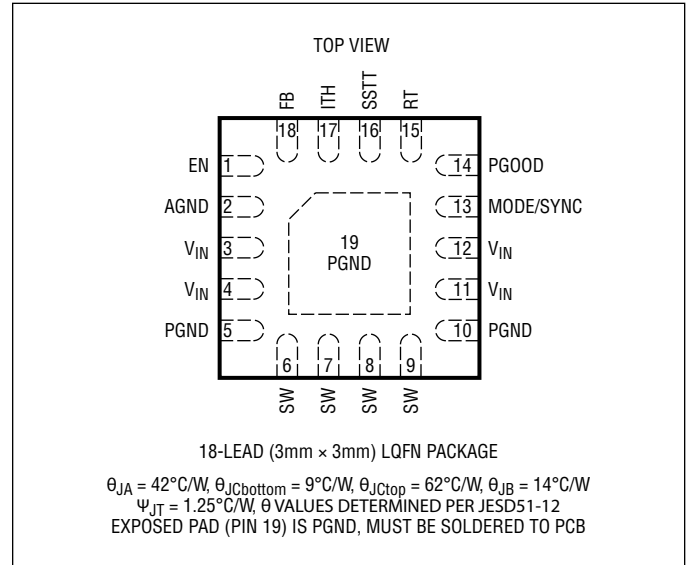 TOP VIEW
FB ITH SSTT RT
18 17 16 15
EN 1 14 PGOOD
AGND 2 13 MODE/SYNC
VIN 3 19 12 VIN
PGND
VIN 4 11 VIN
PGND 5 10 PGND
6 7 8 9
SW SW SW SW
18-LEAD (3mm × 3mm) LQFN PACKAGE
θJA = 42°C/W, θJCbottom = 9°C/W, θJCtop = 62°C/W, θJB = 14°C/W
ΨJT = 1.25°C/W, θ VALUES DETERMINED PER JESD51-12
EXPOSED PAD (PIN 19) IS PGND, MUST BE SOLDERED TO PCB